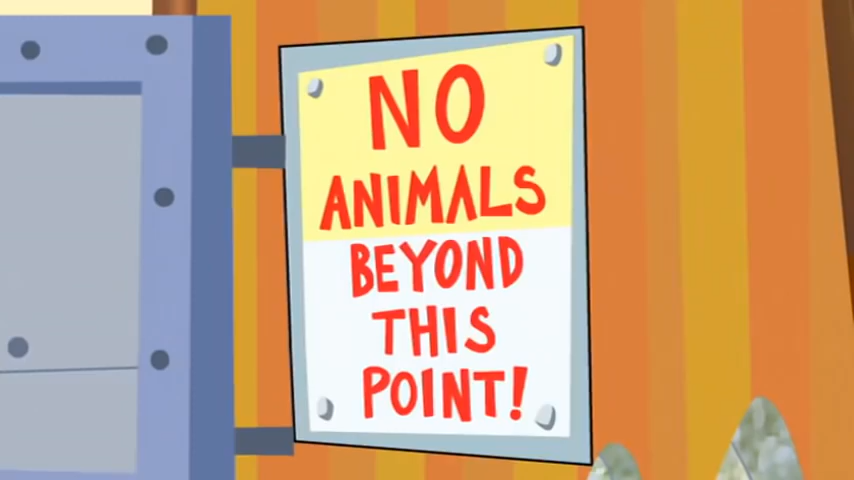 NO
ANIMALS
BEYOND
THIS
POINT!